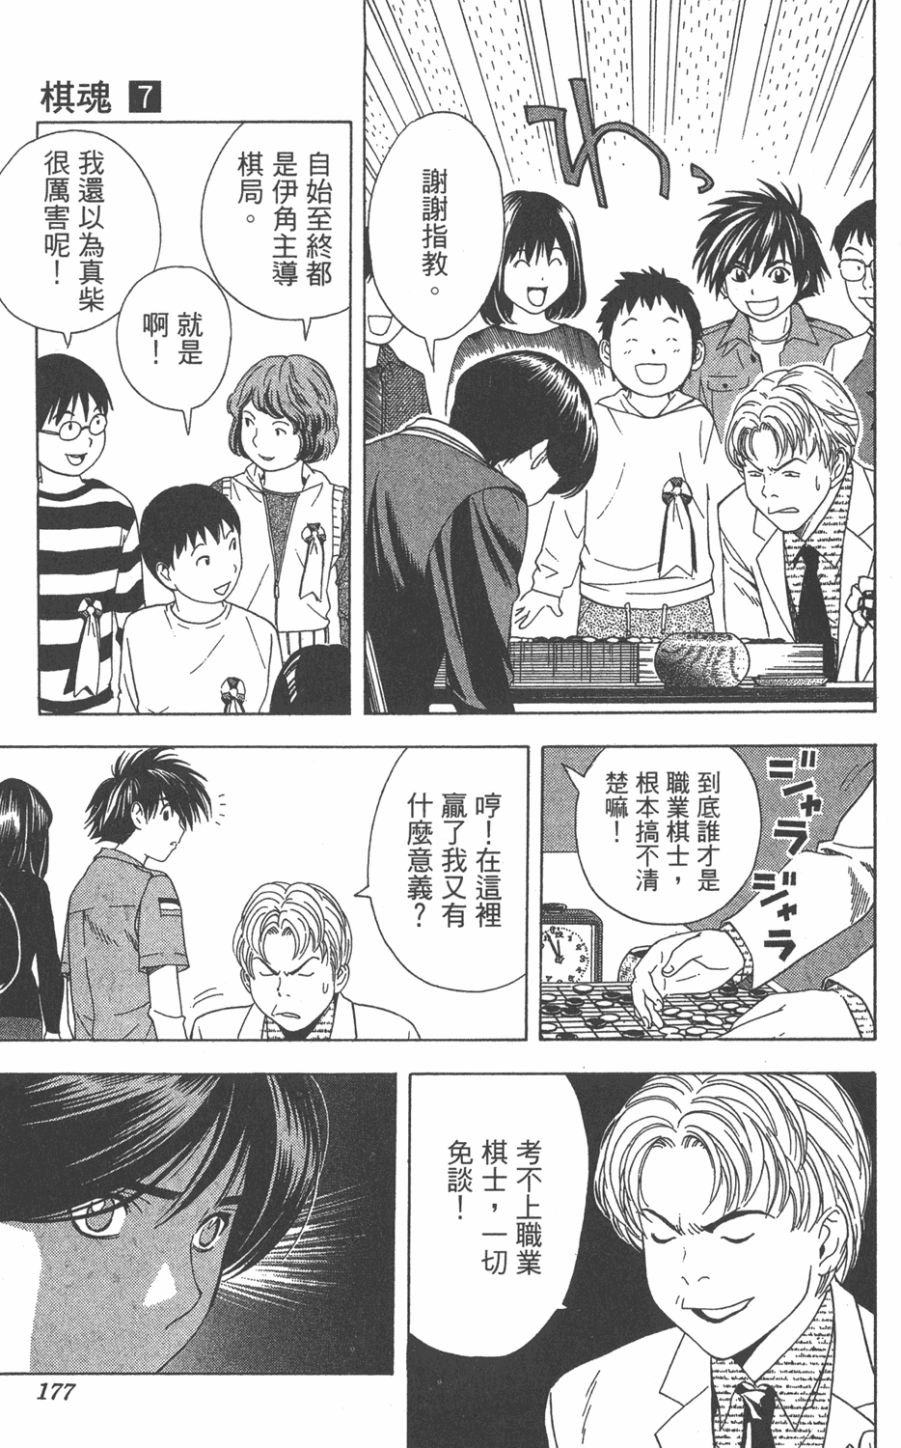 棋魂 7
わっ
謝謝指教。
自始至終都
是伊角主導
棋局。
就是
啊！
我還以為真柴
很厲害呢！
ジャラ
ジャラ
到底誰才是
職業棋士，
根本搞不清
楚嘛！
哼！在這裡
贏了我又有
什麼意義？
考不上職業
棋士，一切
免談！
177